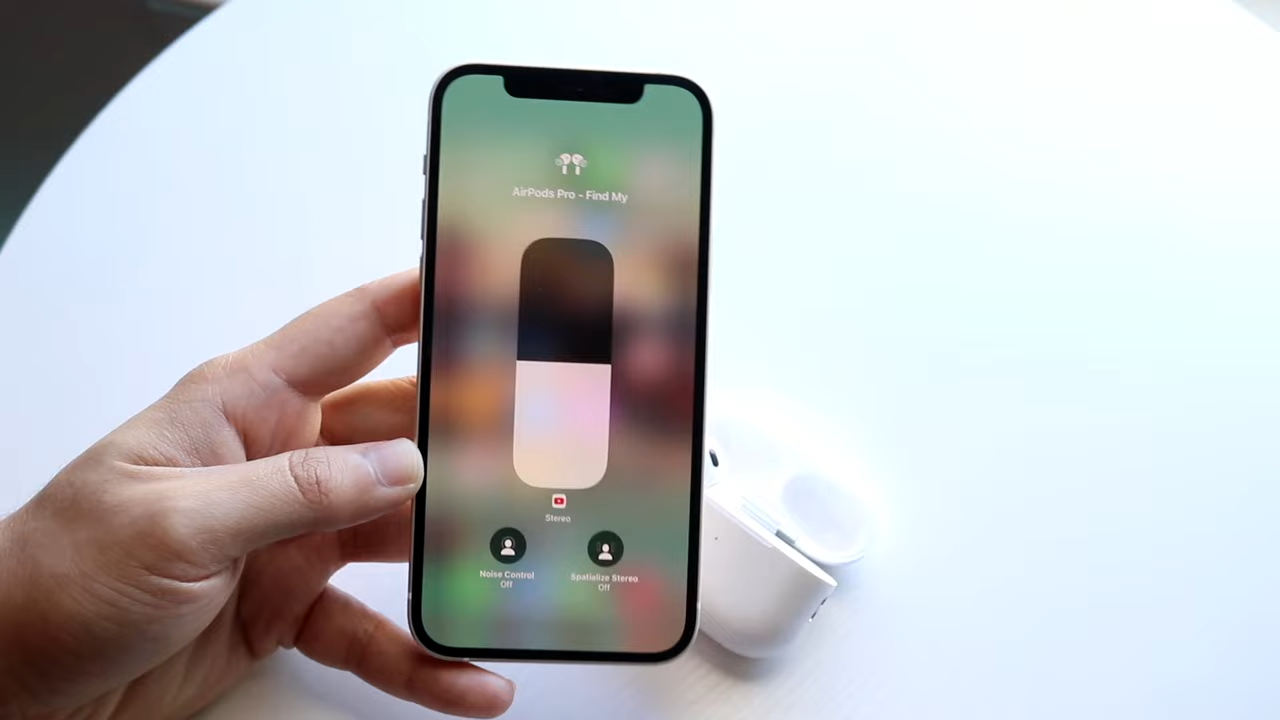 AirPods Pro - Find My
Stereo
Noise Control
Off
Spatialize Stereo
Off